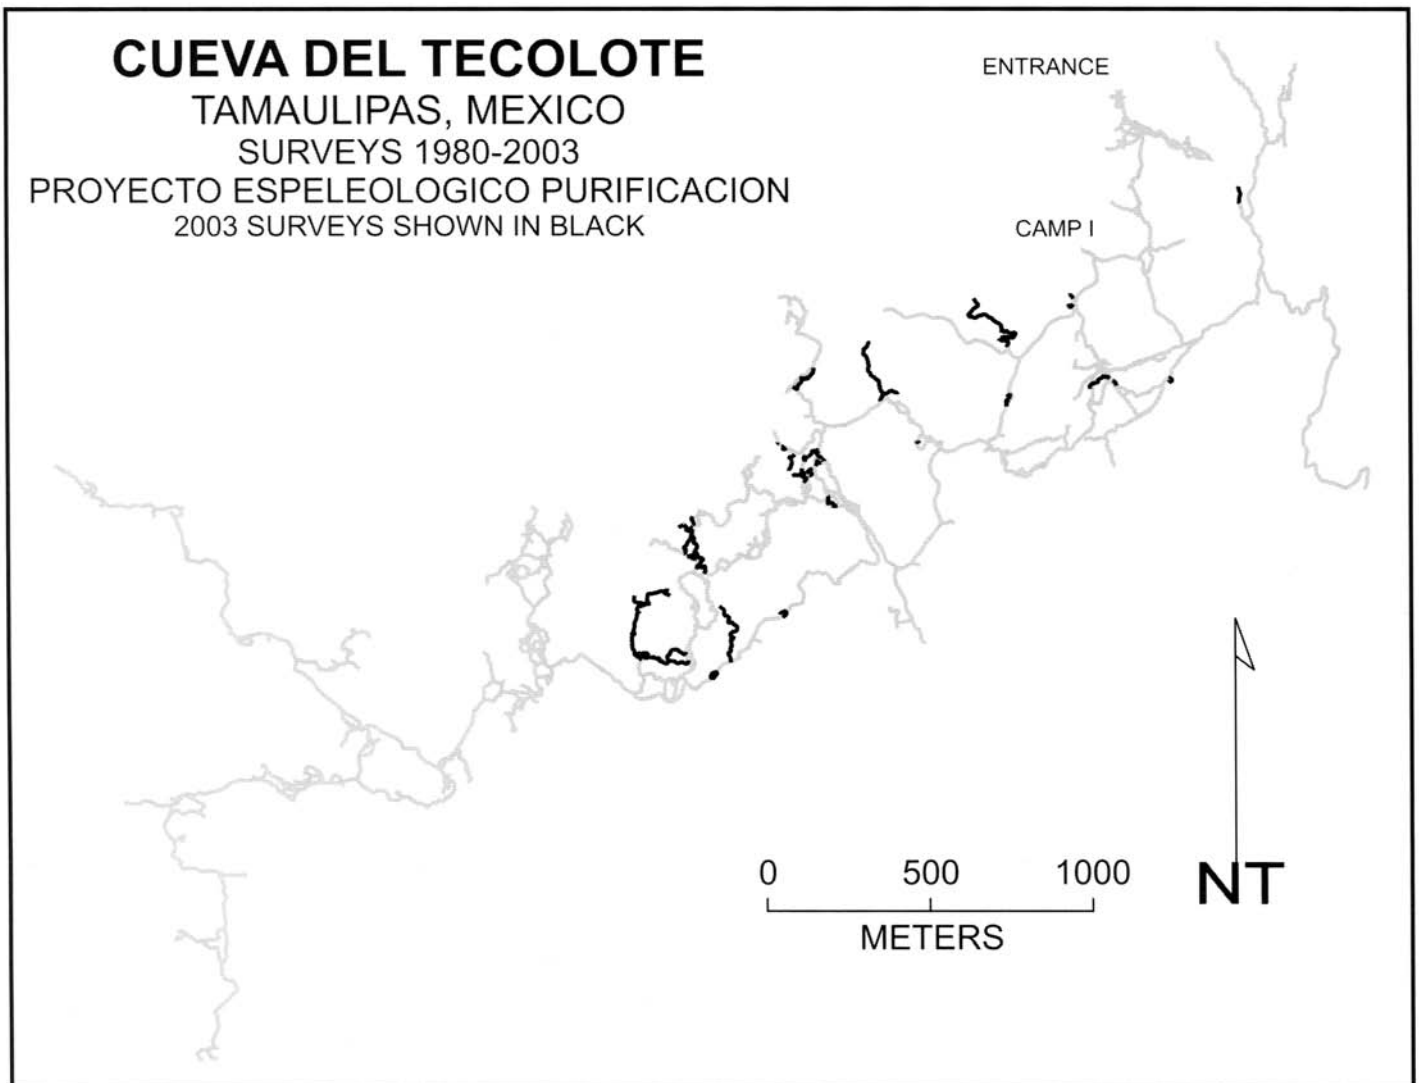 CUEVA DEL TECOLOTE
TAMAULIPAS, MEXICO
SURVEYS 1980-2003
PROYECTO ESPELEOLOGICO PURIFICACION
2003 SURVEYS SHOWN IN BLACK
ENTRANCE
CAMP I
0 500 1000
METERS
NT